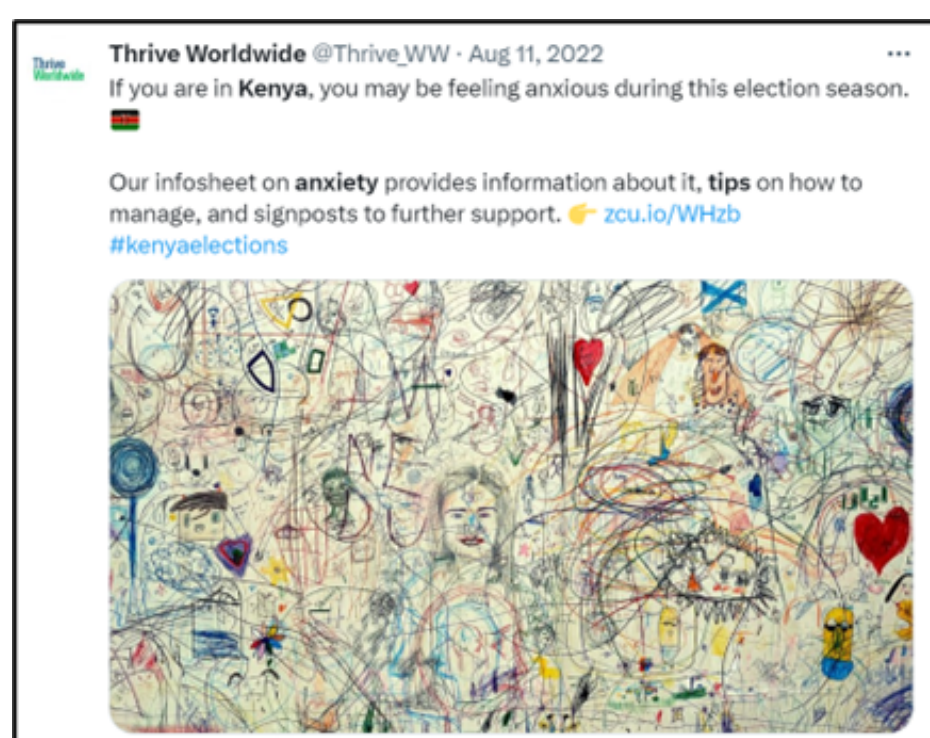 Thrive Worldwide @Thrive_WW · Aug 11, 2022
Thrive
Worldwide
If you are in Kenya, you may be feeling anxious during this election season.
🇰🇪
Our infosheet on anxiety provides information about it, tips on how to
manage, and signposts to further support. 👉 zcu.io/WHzb
#kenyaelections